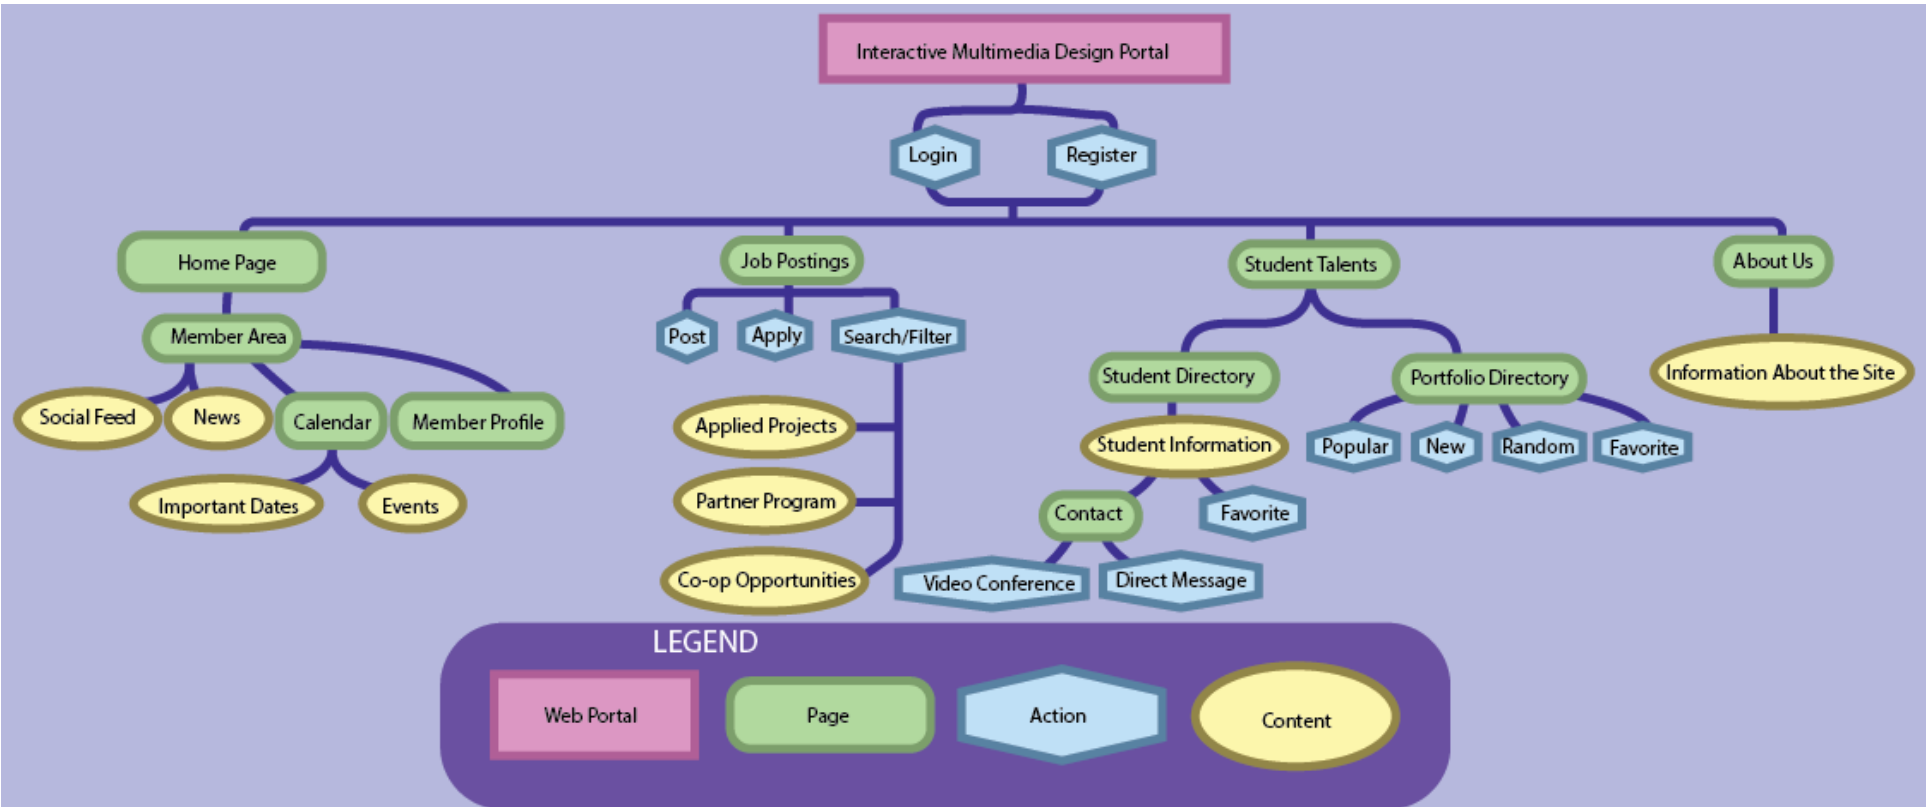 Interactive Multimedia Design Portal
Login
Register
Home Page
Job Postings
Student Talents
About Us
Member Area
Post
Apply
Search/Filter
Student Directory
Portfolio Directory
Information About the Site
Social Feed
News
Calendar
Member Profile
Applied Projects
Student Information
Popular
New
Random
Favorite
Important Dates
Events
Partner Program
Contact
Favorite
Co-op Opportunities
Video Conference
Direct Message
LEGEND
Web Portal
Page
Action
Content